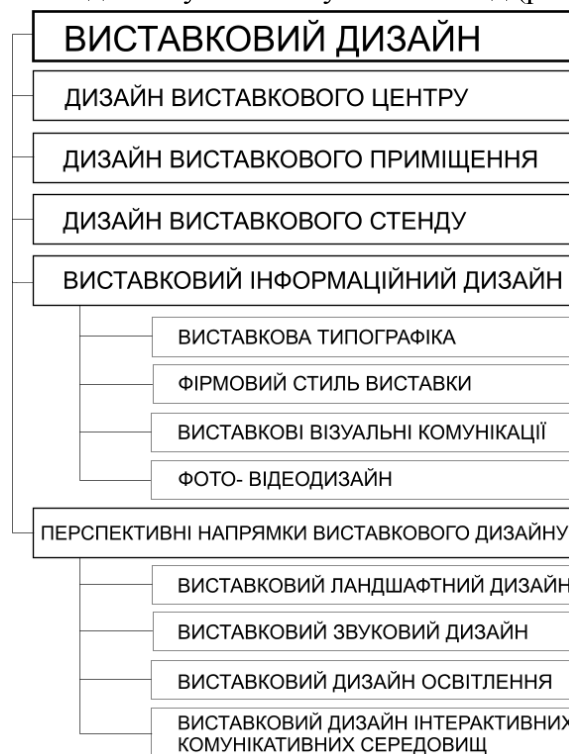 ВИСТАВКОВИЙ ДИЗАЙН
ДИЗАЙН ВИСТАВКОВОГО ЦЕНТРУ
ДИЗАЙН ВИСТАВКОВОГО ПРИМІЩЕННЯ
ДИЗАЙН ВИСТАВКОВОГО СТЕНДУ
ВИСТАВКОВИЙ ІНФОРМАЦІЙНИЙ ДИЗАЙН
ВИСТАВКОВА ТИПОГРАФІКА
ФІРМОВИЙ СТИЛЬ ВИСТАВКИ
ВИСТАВКОВІ ВІЗУАЛЬНІ КОМУНІКАЦІЇ
ФОТО- ВІДЕОДИЗАЙН
ПЕРСПЕКТИВНІ НАПРЯМКИ ВИСТАВКОВОГО ДИЗАЙНУ
ВИСТАВКОВИЙ ЛАНДШАФТНИЙ ДИЗАЙН
ВИСТАВКОВИЙ ЗВУКОВИЙ ДИЗАЙН
ВИСТАВКОВИЙ ДИЗАЙН ОСВІТЛЕННЯ
ВИСТАВКОВИЙ ДИЗАЙН ІНТЕРАКТИВНИХ
КОМУНІКАТИВНИХ СЕРЕДОВИЩ